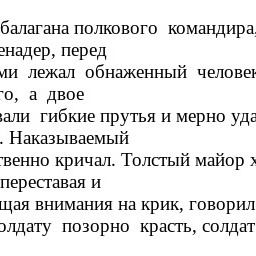 балагана полкового командира,
енадер, перед
ми лежал обнаженный человек
го, а двое
вали гибкие прутья и мерно уда
. Наказываемый
твенно кричал. Толстый майор х
переставая и
щая внимания на крик, говорил
олдату позорно красть, солдат